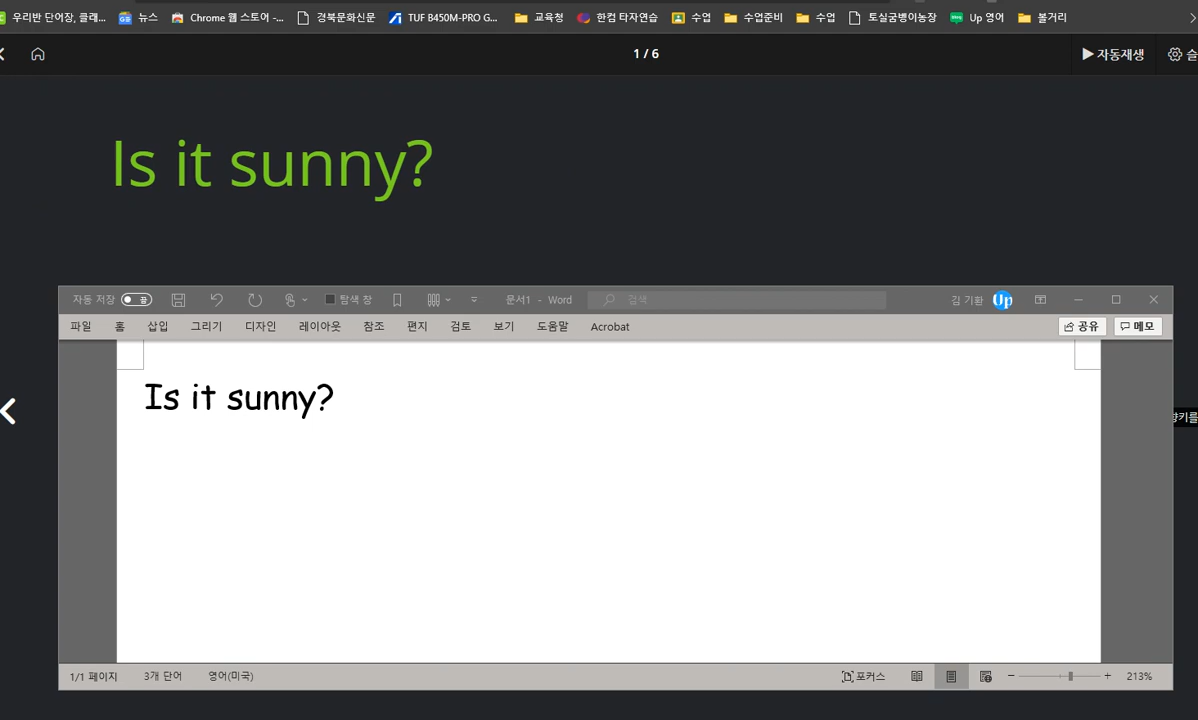 우리반 단어장, 클래... 뉴스 Chrome 웹 스토어 -... 경북문화신문 TUF B450M-PRO G... 교육청 한컴 타자연습 수업 수업준비 수업 토실굼벵이농장 Up 영어 볼거리
1 / 6 자동재생 슬
Is it sunny?
자동 저장 끔 탐색 창 문서1 - Word 검색 김 기환 Up
파일 홈 삽입 그리기 디자인 레이아웃 참조 편지 검토 보기 도움말 Acrobat 공유 메모
Is it sunny?
향키를
1/1 페이지 3개 단어 영어(미국) 포커스 213%